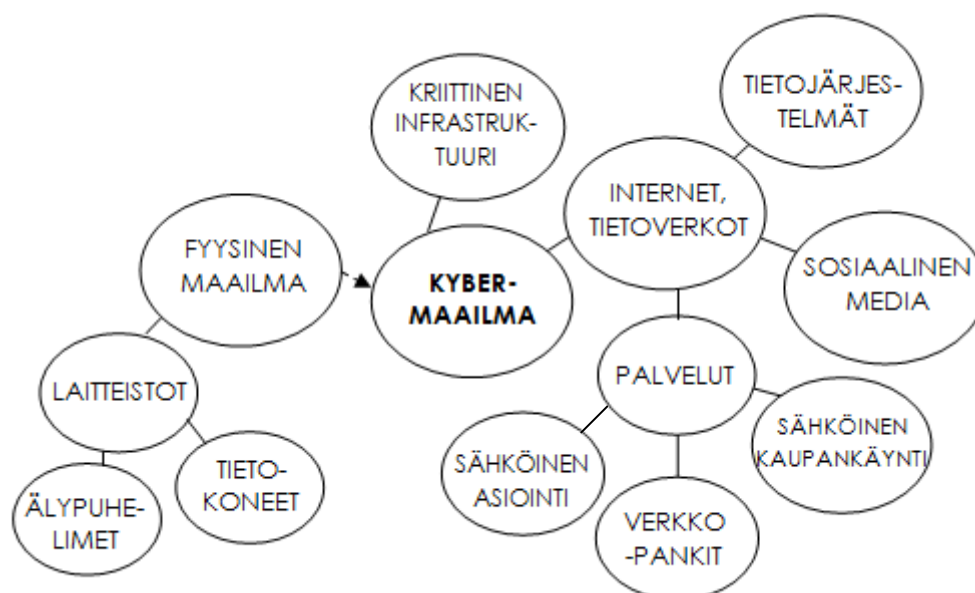 KRIITTINEN
INFRASTRUK-
TUURI
TIETOJÄRJES-
TELMÄT
INTERNET,
TIETOVERKOT
FYYSINEN
MAAILMA
KYBER-
MAAILMA
SOSIAALINEN
MEDIA
LAITTEISTOT
PALVELUT
SÄHKÖINEN
KAUPANKÄYNTI
SÄHKÖINEN
ASIOINTI
TIETO-
KONEET
ÄLYPUHE-
LIMET
VERKKO
-PANKIT